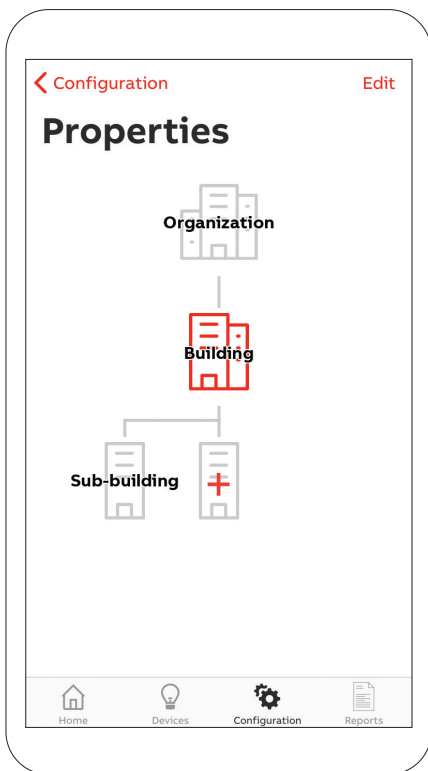 Configuration Edit
Properties
Organization
Building
Sub-building
Home Devices Configuration Reports